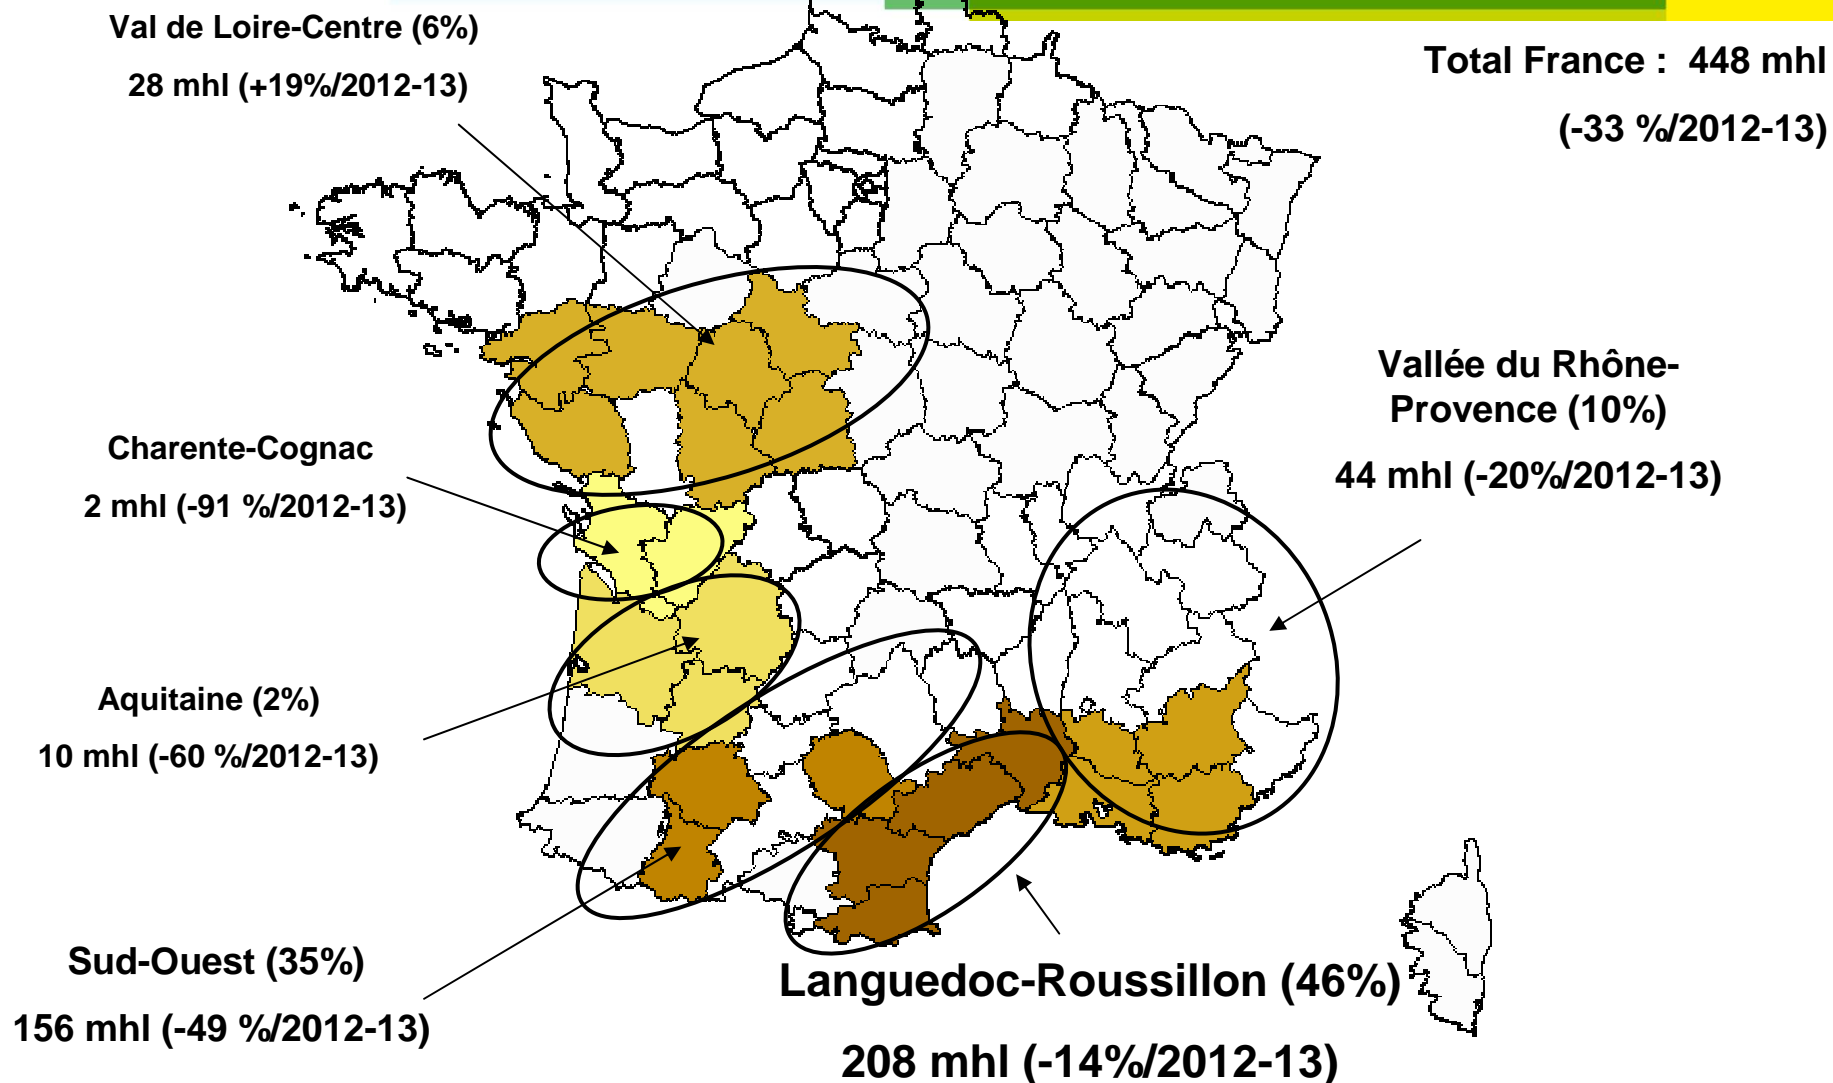 Val de Loire-Centre (6%)
28 mhl (+19%/2012-13)
Total France : 448 mhl
(-33 %/2012-13)
Vallée du Rhône-
Provence (10%)
44 mhl (-20%/2012-13)
Charente-Cognac
2 mhl (-91 %/2012-13)
Aquitaine (2%)
10 mhl (-60 %/2012-13)
Sud-Ouest (35%)
156 mhl (-49 %/2012-13)
Languedoc-Roussillon (46%)
208 mhl (-14%/2012-13)